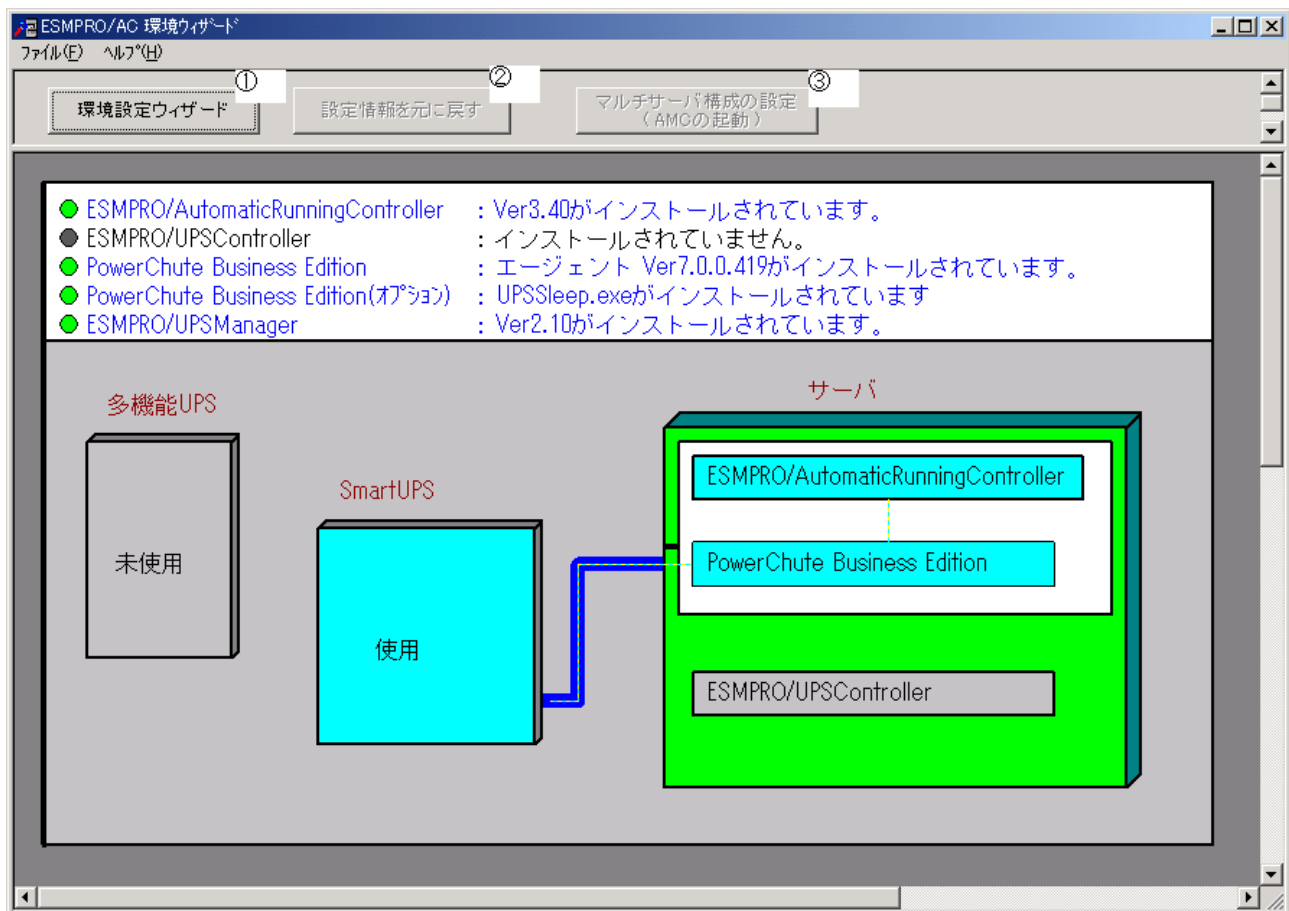 ESMPRO/AC 環境ウィザード
ファイル(F) ヘルプ(H)
① ② ③
環境設定ウィザード 設定情報を元に戻す マルチサーバ構成の設定
(AMCの起動)
ESMPRO/AutomaticRunningController : Ver3.40がインストールされています。
ESMPRO/UPSController : インストールされていません。
PowerChute Business Edition : エージェント Ver7.0.0.419がインストールされています。
PowerChute Business Edition(オプション) : UPSSleep.exeがインストールされています
ESMPRO/UPSManager : Ver2.10がインストールされています。
サーバ
多機能UPS
ESMPRO/AutomaticRunningController
SmartUPS
未使用
PowerChute Business Edition
使用
ESMPRO/UPSController